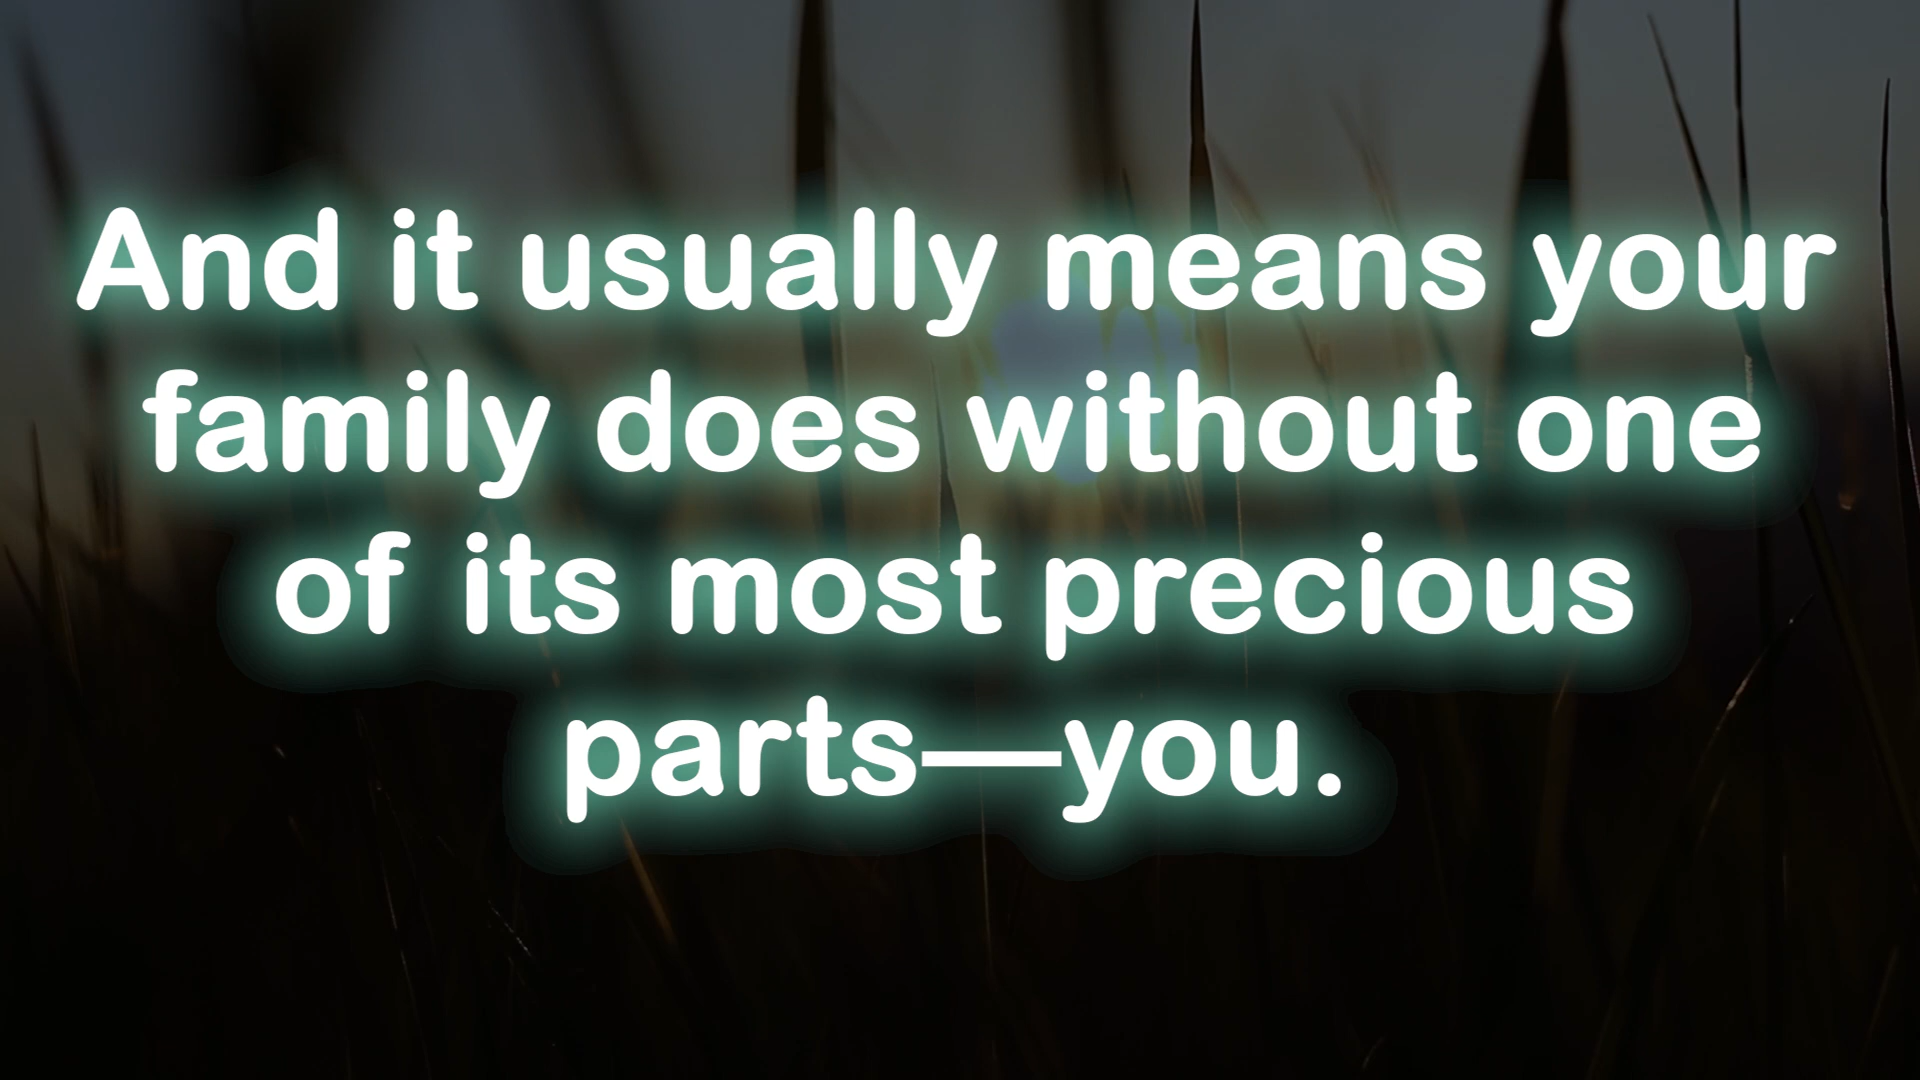 And it usually means your
family does without one
of its most precious
parts—you.